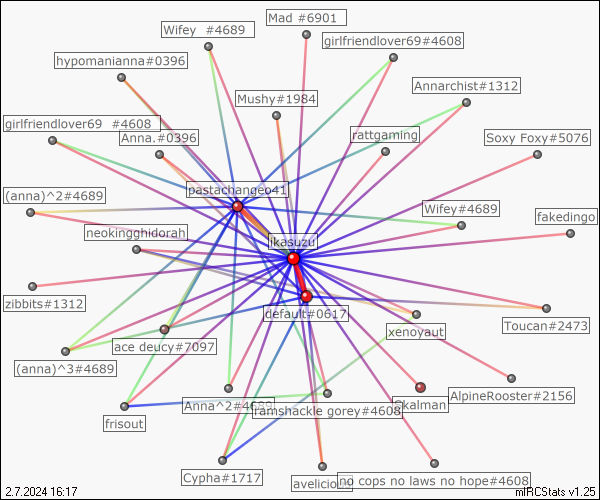 Mad #6901
Wifey #4689
girlfriendlover69#4608
hypomanianna#0396
Annarchist#1312
Mushy#1984
girlfriendlover69 #4608
Anna.#0396
rattgaming
Soxy Foxy#5076
pastachangeo41
(anna)^2#4689
Wifey#4689
fakedingo
neokingghidorah
ikasuzu
zibbits#1312
default#0617
Toucan#2473
xenoyaut
ace deucy#7097
(anna)^3#4689
AlpineRooster#2156
Anna^2#4689
Skalman
ramshackle gorey#4608
frisout
Cypha#1717
avelicious
no cops no laws no hope#4608
2.7.2024 16:17
mIRCStats v1.25